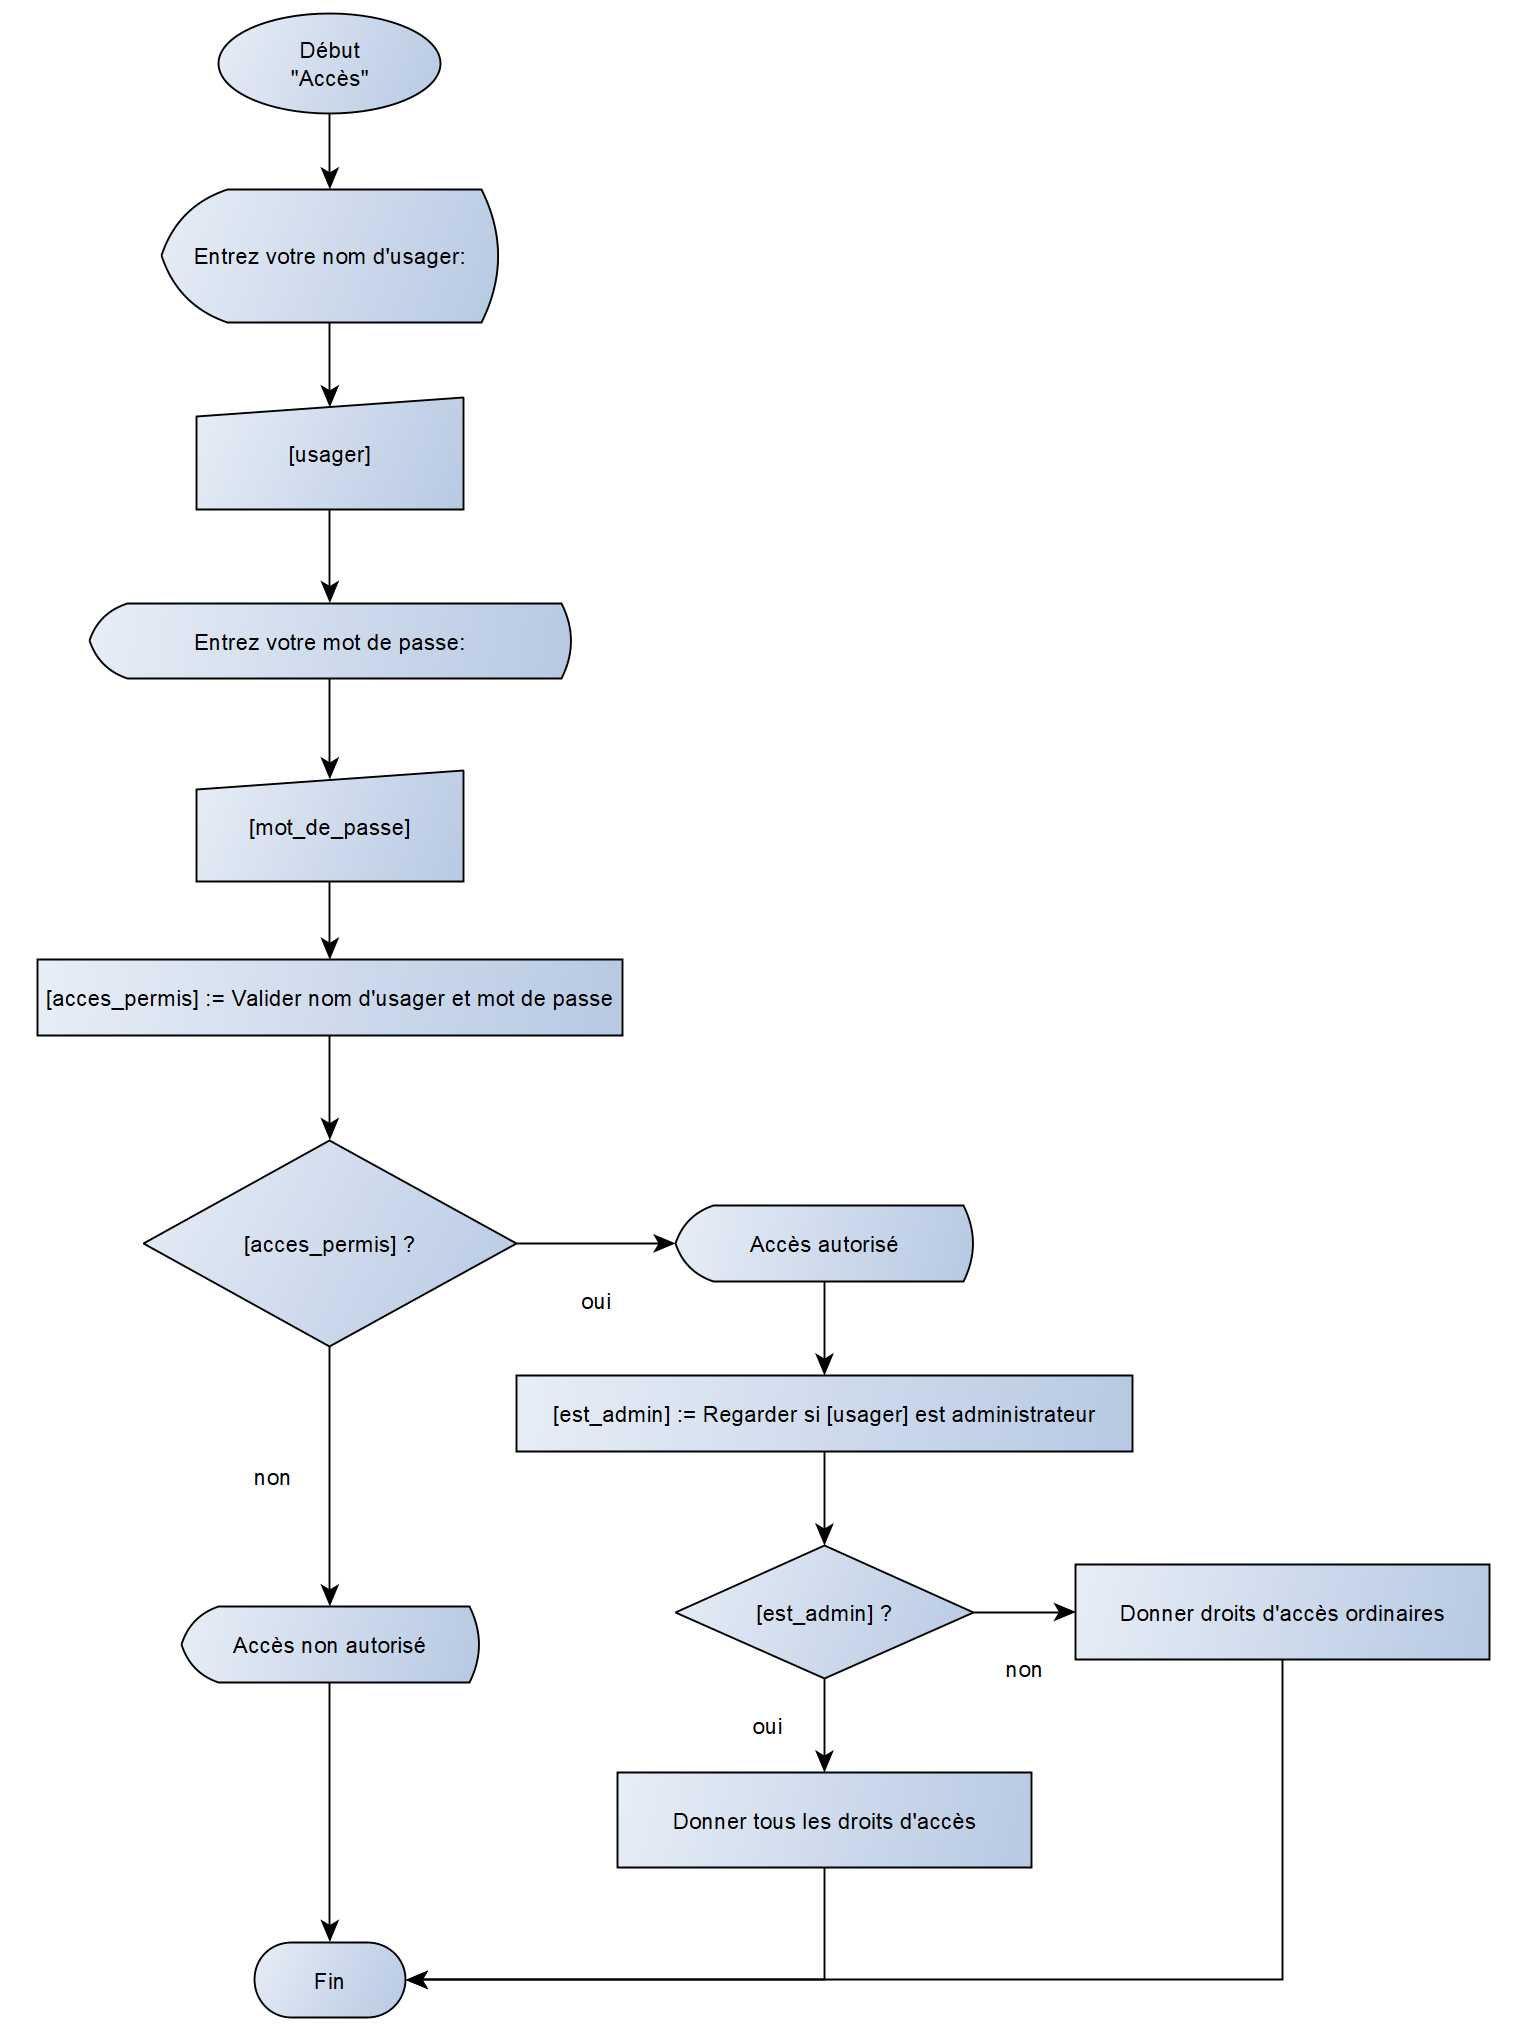 Début
"Accès"
Entrez votre nom d'usager:
[usager]
Entrez votre mot de passe:
[mot_de_passe]
[acces_permis] := Valider nom d'usager et mot de passe
[acces_permis] ?
oui
Accès autorisé
[est_admin] := Regarder si [usager] est administrateur
non
[est_admin] ?
non
Donner droits d'accès ordinaires
Accès non autorisé
oui
Donner tous les droits d'accès
Fin